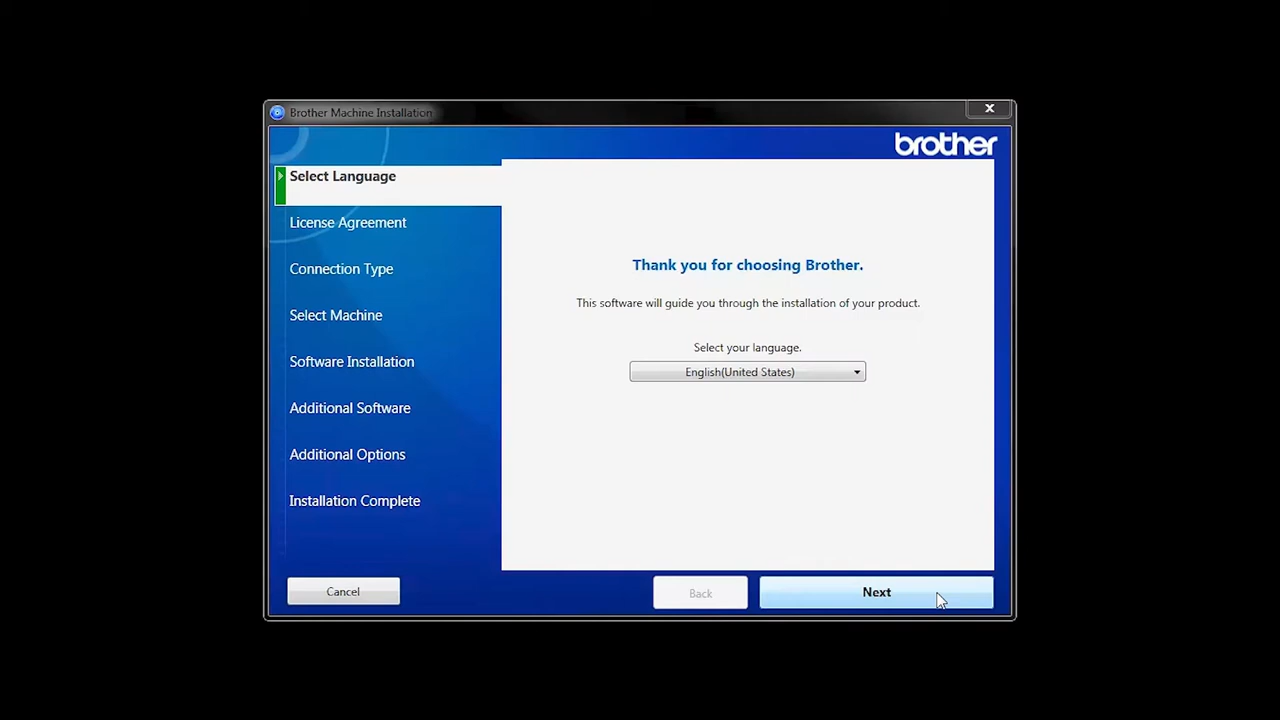 Brother Machine Installation
brother
Select Language
License Agreement
Connection Type
Select Machine
Software Installation
Additional Software
Additional Options
Installation Complete
Thank you for choosing Brother.
This software will guide you through the installation of your product.
Select your language.
English(United States)
Cancel
Back
Next